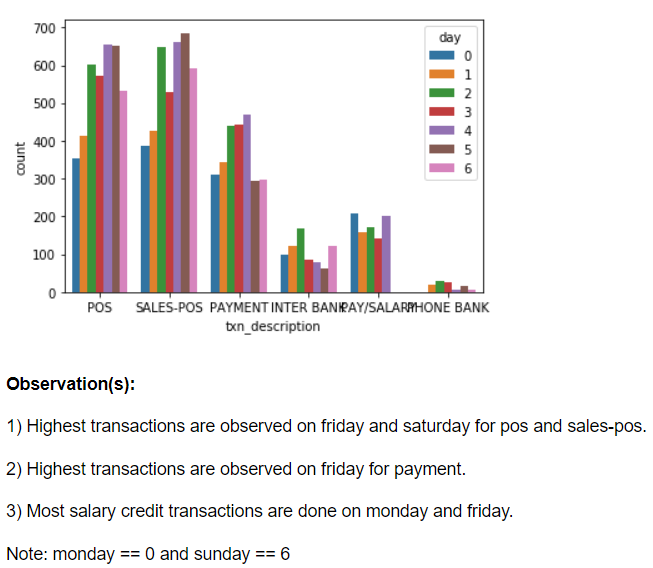 700
600
500
400
300
200
100
0
count
day
0
1
2
3
4
5
6
POS SALES-POS PAYMENT INTER BANK PAY/SALARY PHONE BANK
txn_description
Observation(s):
1) Highest transactions are observed on friday and saturday for pos and sales-pos.
2) Highest transactions are observed on friday for payment.
3) Most salary credit transactions are done on monday and friday.
Note: monday == 0 and sunday == 6